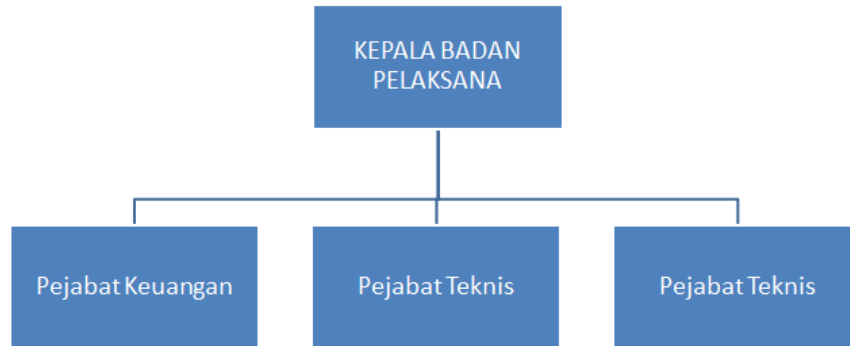 KEPALA BADAN
PELAKSANA
Pejabat Keuangan
Pejabat Teknis
Pejabat Teknis